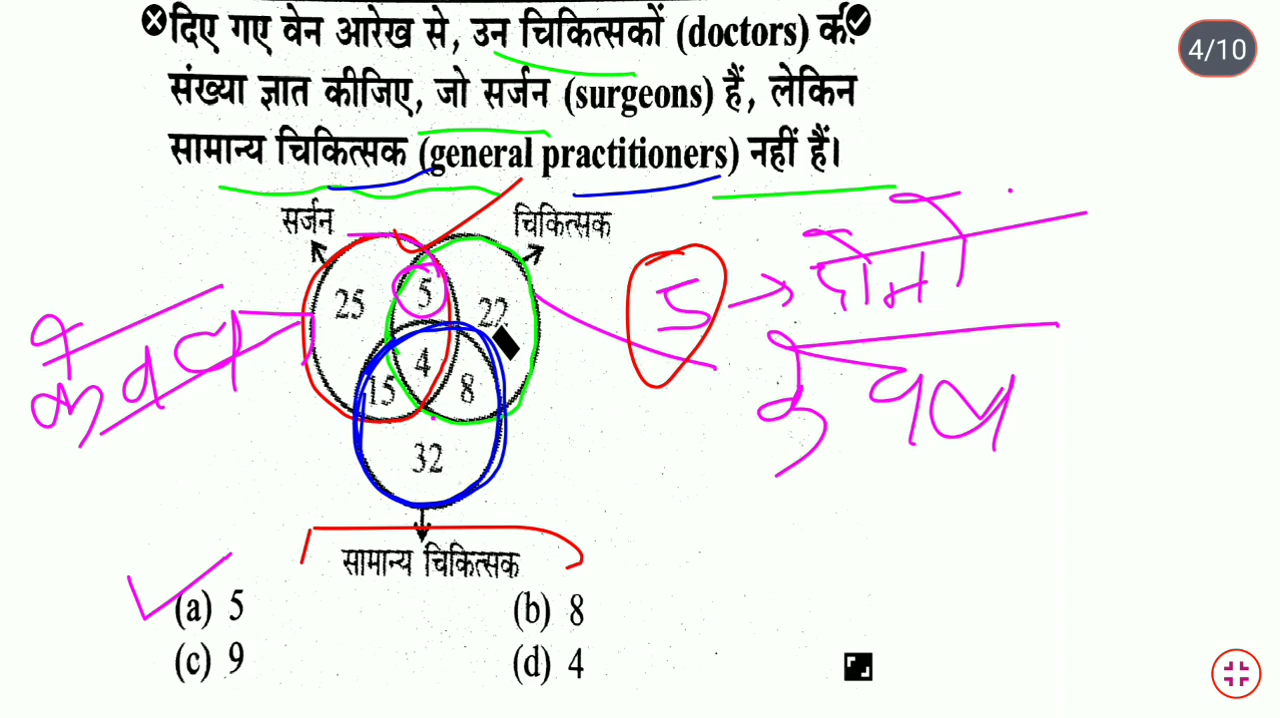 दिए गए वेन आरेख से, उन चिकित्सकों (doctors) की
संख्या ज्ञात कीजिए, जो सर्जन (surgeons) हैं, लेकिन
सामान्य चिकित्सक (general practitioners) नहीं हैं।
4/10
सर्जन
चिकित्सक
25
5
22
4
15
8
32
सामान्य चिकित्सक
केवल
5 → दोनो
केवल
(a) 5
(b) 8
(c) 9
(d) 4